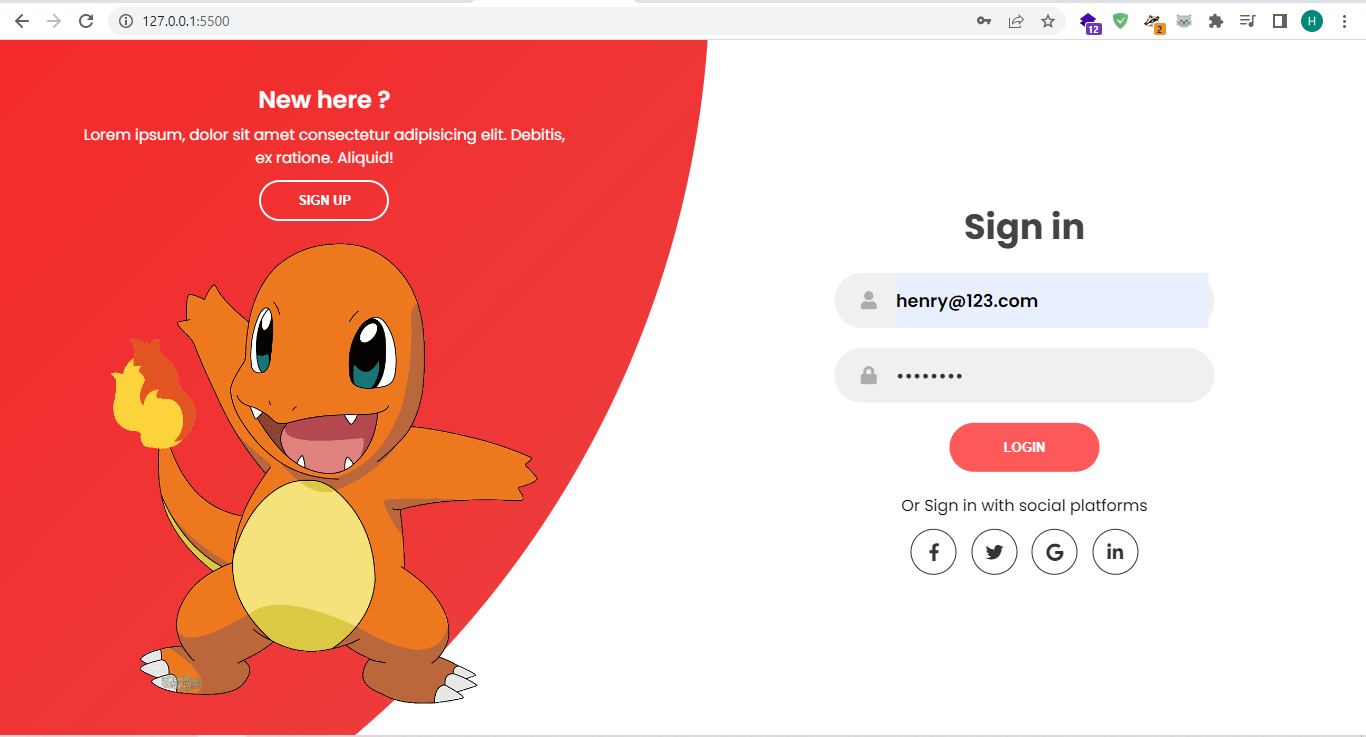 127.0.0.1:5500
12
2
H
New here ?
Lorem ipsum, dolor sit amet consectetur adipisicing elit. Debitis,
ex ratione. Aliquid!
SIGN UP
Sign in
henry@123.com
••••••••
LOGIN
Or Sign in with social platforms